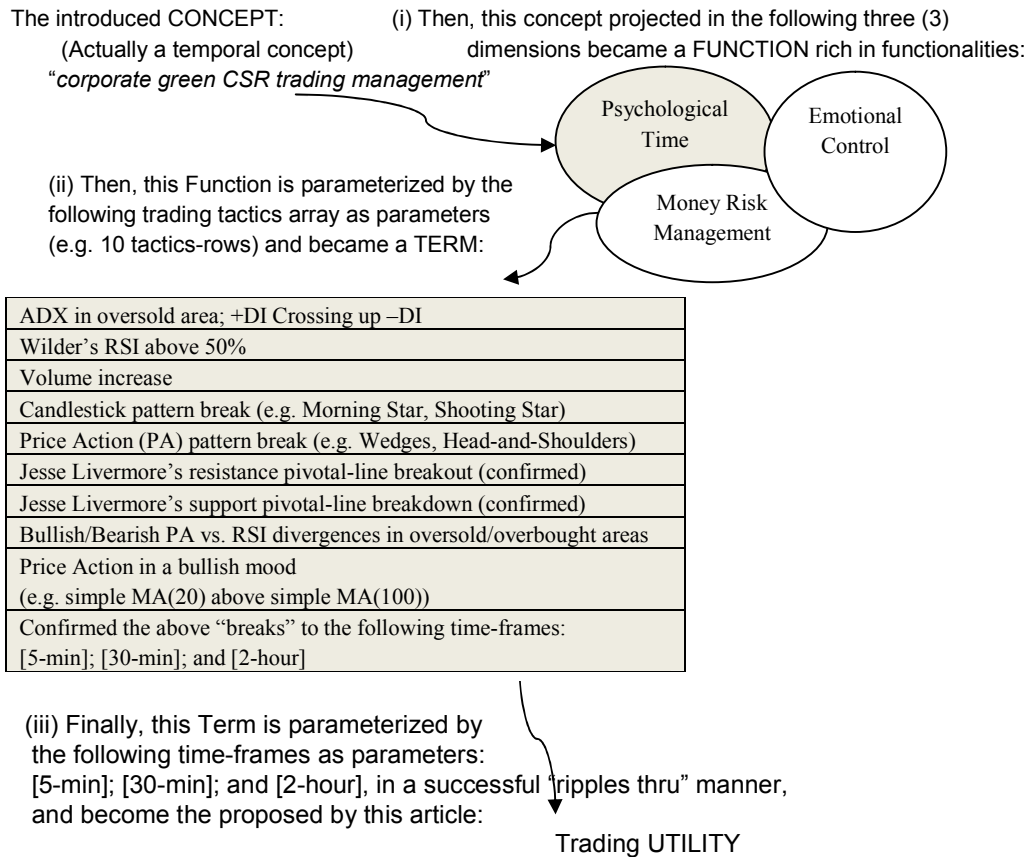 The introduced CONCEPT:
(Actually a temporal concept)
“corporate green CSR trading management”
(i) Then, this concept projected in the following three (3)
dimensions became a FUNCTION rich in functionalities:
Psychological
Time
Emotional
Control
Money Risk
Management
(ii) Then, this Function is parameterized by the
following trading tactics array as parameters
(e.g. 10 tactics-rows) and became a TERM:
ADX in oversold area; +DI Crossing up –DI
Wilder’s RSI above 50%
Volume increase
Candlestick pattern break (e.g. Morning Star, Shooting Star)
Price Action (PA) pattern break (e.g. Wedges, Head-and-Shoulders)
Jesse Livermore’s resistance pivotal-line breakout (confirmed)
Jesse Livermore’s support pivotal-line breakdown (confirmed)
Bullish/Bearish PA vs. RSI divergences in oversold/overbought areas
Price Action in a bullish mood
(e.g. simple MA(20) above simple MA(100))
Confirmed the above “breaks” to the following time-frames:
[5-min]; [30-min]; and [2-hour]
(iii) Finally, this Term is parameterized by
the following time-frames as parameters:
[5-min]; [30-min]; and [2-hour], in a successful “ripples thru” manner,
and become the proposed by this article:
Trading UTILITY